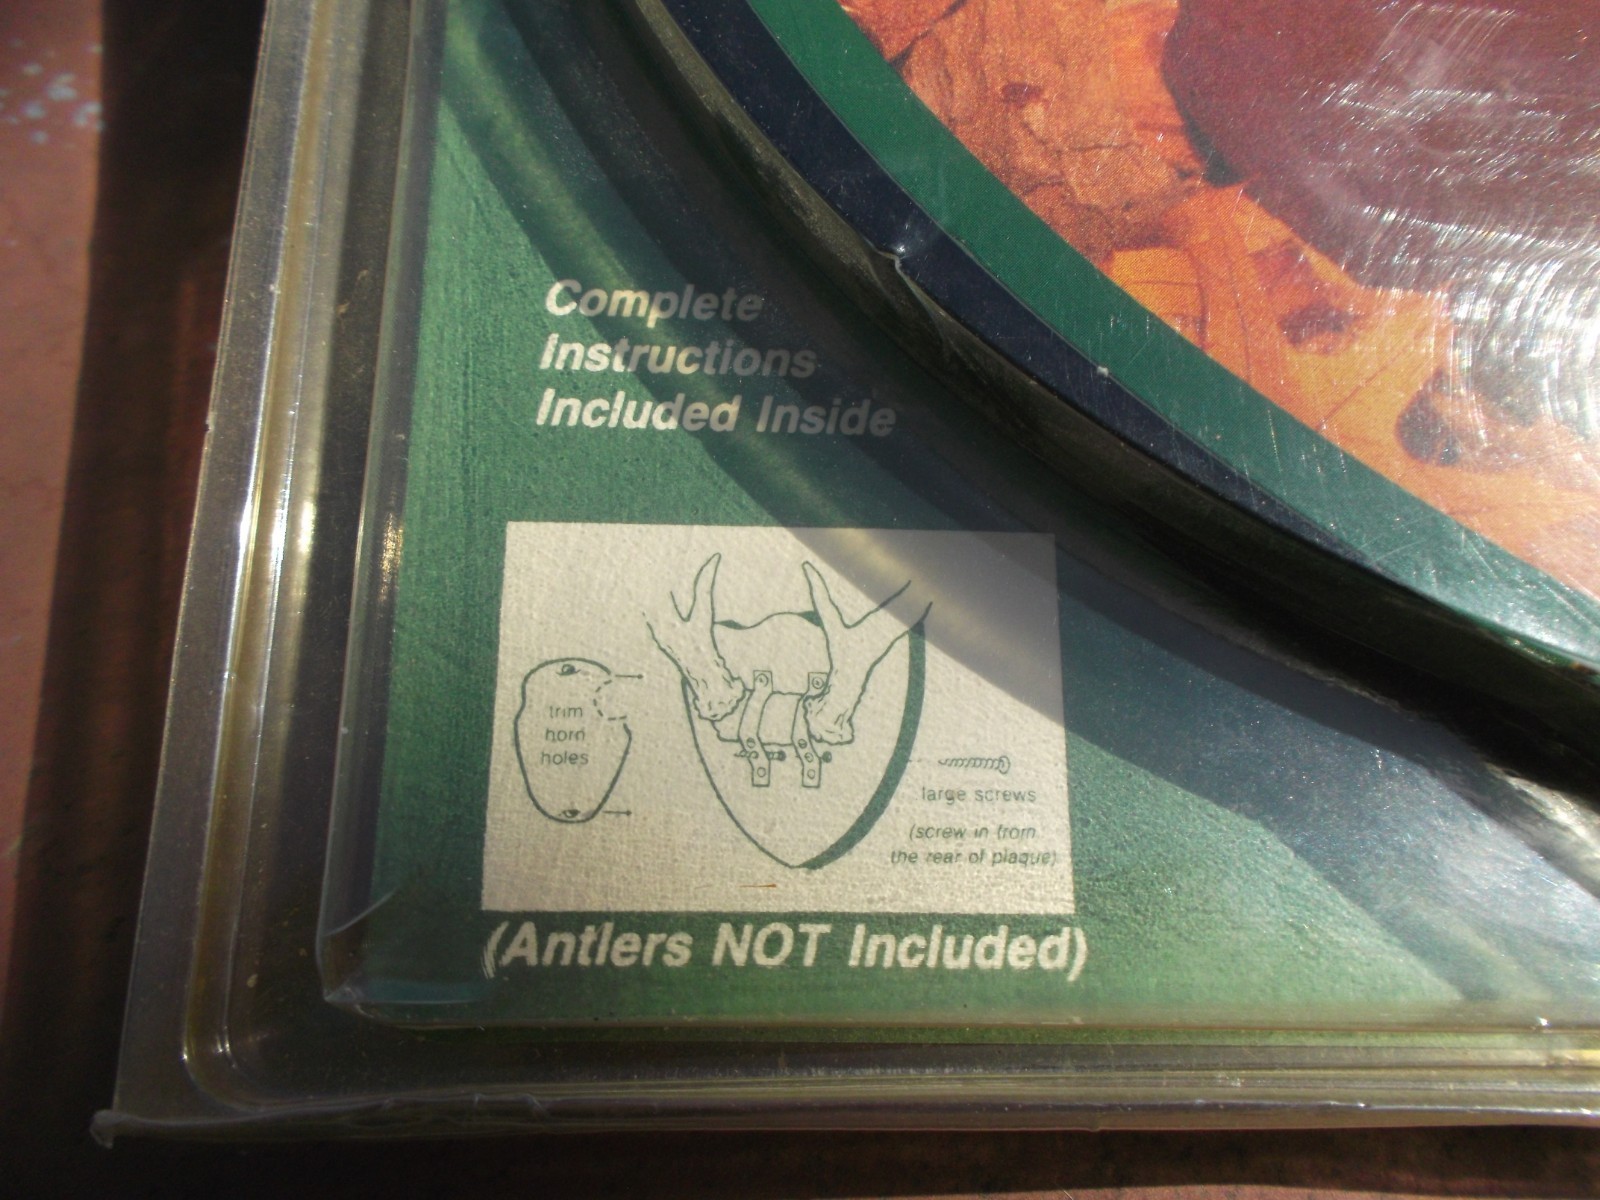 Complete
Instructions
Included Inside
trim
horn
holes
large screws
(screw in from
the rear of plaque)
(Antlers NOT Included)